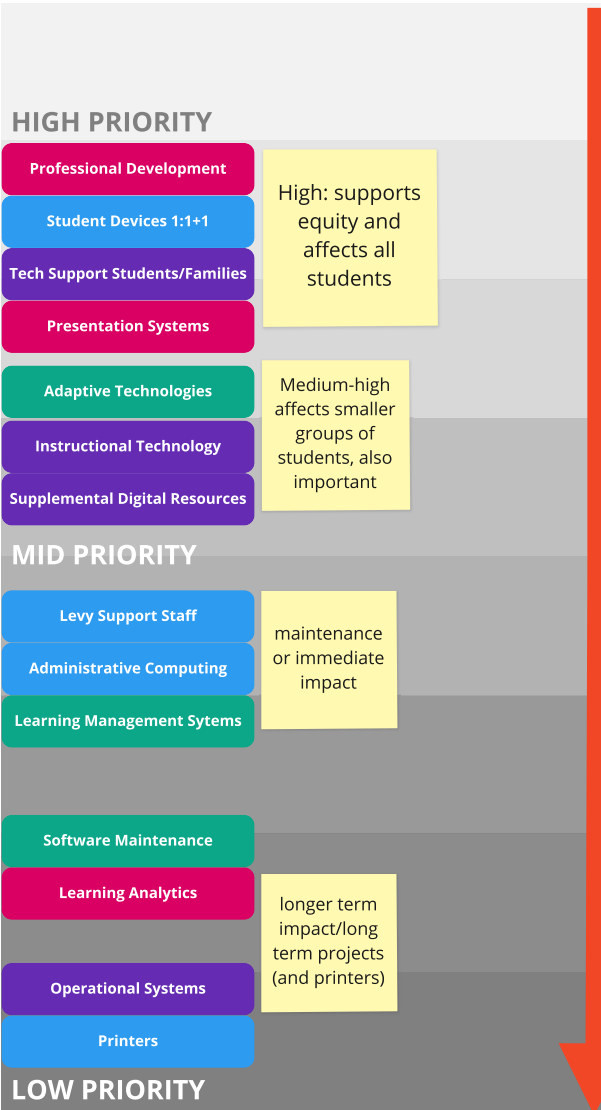 HIGH PRIORITY
Professional Development
Student Devices 1:1+1
Tech Support Students/Families
Presentation Systems
High: supports
equity and
affects all
students
Adaptive Technologies
Instructional Technology
Supplemental Digital Resources
Medium-high
affects smaller
groups of
students, also
important
MID PRIORITY
Levy Support Staff
Administrative Computing
Learning Management Sytems
maintenance
or immediate
impact
Software Maintenance
Learning Analytics
Operational Systems
Printers
longer term
impact/long
term projects
(and printers)
LOW PRIORITY